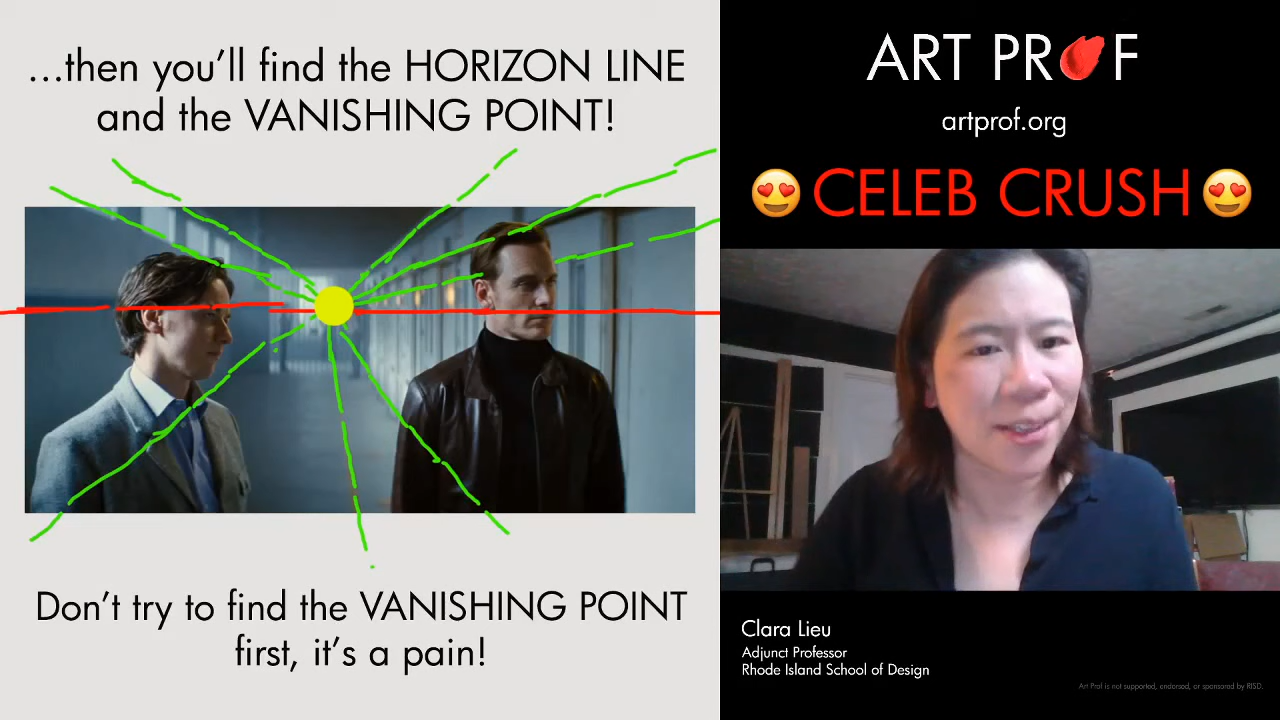 ...then you'll find the HORIZON LINE
and the VANISHING POINT!
Don't try to find the VANISHING POINT
first, it's a pain!
ART PROF
artprof.org
😍 CELEB CRUSH 😍
Clara Lieu
Adjunct Professor
Rhode Island School of Design
Art Prof is not supported, endorsed, or sponsored by RISD.